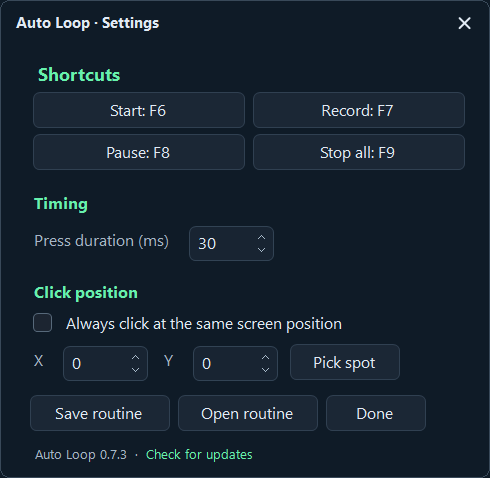 Auto Loop · Settings
Shortcuts
Start: F6
Record: F7
Pause: F8
Stop all: F9
Timing
Press duration (ms)
30
Click position
Always click at the same screen position
X
0
Y
0
Pick spot
Save routine
Open routine
Done
Auto Loop 0.7.3 · Check for updates